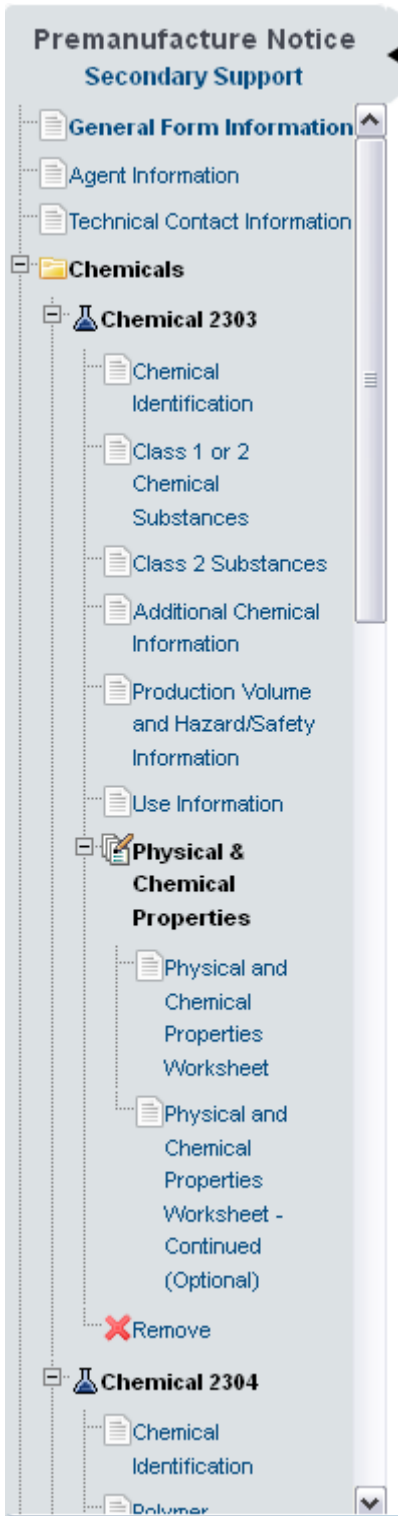 Premanufacture Notice
Secondary Support
General Form Information
Agent Information
Technical Contact Information
Chemicals
Chemical 2303
Chemical
Identification
Class 1 or 2
Chemical
Substances
Class 2 Substances
Additional Chemical
Information
Production Volume
and Hazard/Safety
Information
Use Information
Physical &
Chemical
Properties
Physical and
Chemical
Properties
Worksheet
Physical and
Chemical
Properties
Worksheet -
Continued
(Optional)
Remove
Chemical 2304
Chemical
Identification
Polymer